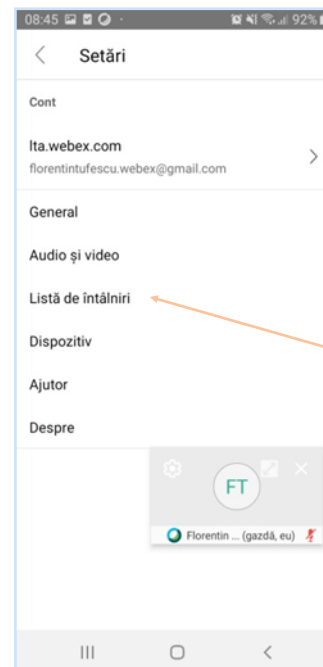 08:45 92%
Setări
Cont
lta.webex.com
florentintufescu.webex@gmail.com
General
Audio și video
Listă de întâlniri
Dispozitiv
Ajutor
Despre
FT
Florentin ... (gazdă, eu)